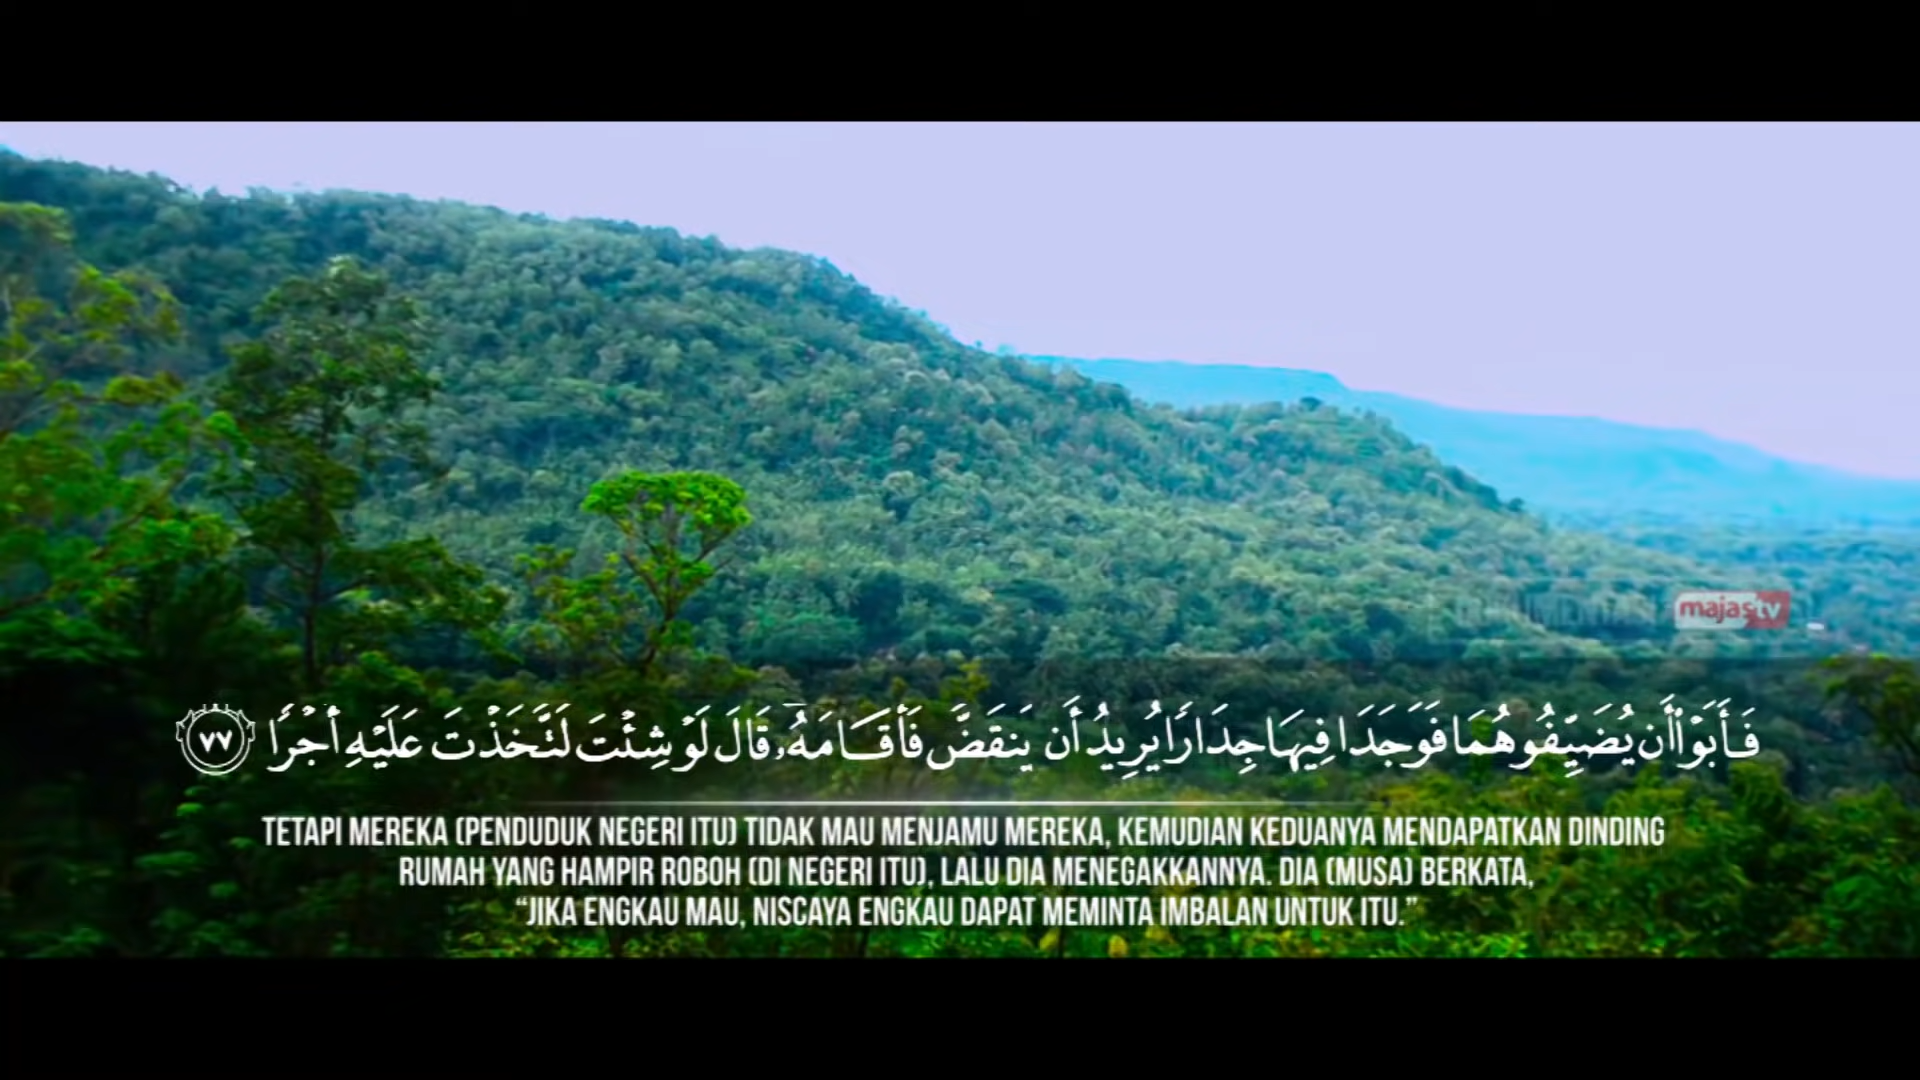 majas tv
فَأَبَوْا۟ أَن يُضَيِّفُوهُمَا فَوَجَدَا فِيهَا جِدَارًا يُرِيدُ أَن يَنقَضَّ فَأَقَامَهُۥ ۖ قَالَ لَوْ شِئْتَ لَتَّخَذْتَ عَلَيْهِ أَجْرًا ٧٧
TETAPI MEREKA (PENDUDUK NEGERI ITU) TIDAK MAU MENJAMU MEREKA, KEMUDIAN KEDUANYA MENDAPATKAN DINDING
RUMAH YANG HAMPIR ROBOH (DI NEGERI ITU), LALU DIA MENEGAKKANNYA. DIA (MUSA) BERKATA,
“JIKA ENGKAU MAU, NISCAYA ENGKAU DAPAT MEMINTA IMBALAN UNTUK ITU.”